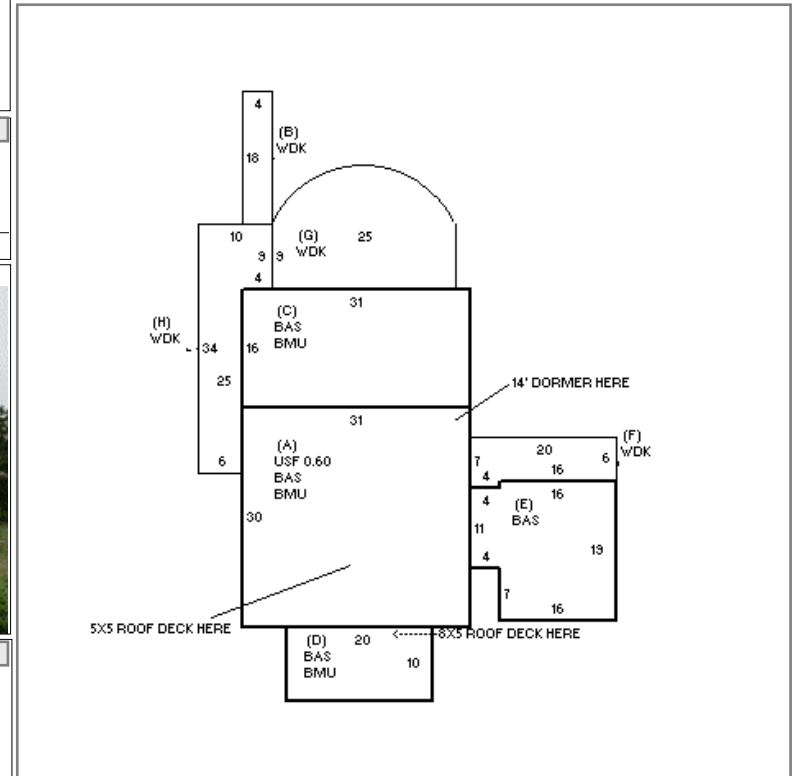 4
(B)
WDK
18
10
(G)
WDK
25
9 9
4
31
(C)
BAS
BMU
(H)
WDK
34
16
25
14' DORMER HERE
31
(A)
USF 0.60
BAS
BMU
6
30
7
20
(F)
WDK
6
16
4
4
16
(E)
BAS
11
19
4
7
16
5X5 ROOF DECK HERE
8X5 ROOF DECK HERE
(D)
BAS
BMU
20
10